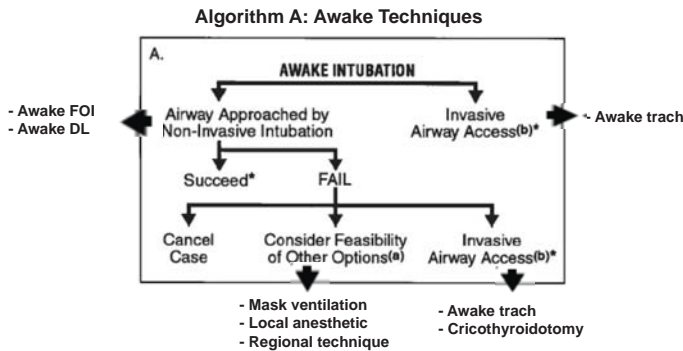 Algorithm A: Awake Techniques
A.
AWAKE INTUBATION
- Awake FOI
- Awake DL
Airway Approached by
Non-Invasive Intubation
Invasive
Airway Access(b)*
- Awake trach
Succeed*
FAIL
Cancel
Case
Consider Feasibility
of Other Options(a)
Invasive
Airway Access(b)*
- Mask ventilation
- Local anesthetic
- Regional technique
- Awake trach
- Cricothyroidotomy